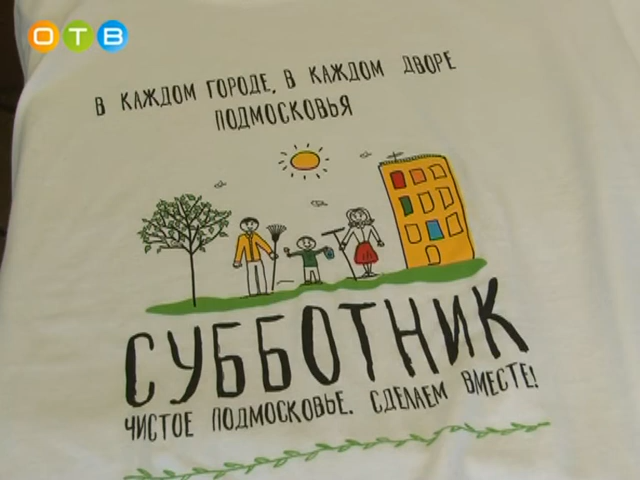 ОТВ
В КАЖДОМ ГОРОДЕ, В КАЖДОМ ДВОРЕ
ПОДМОСКОВЬЯ
СУББОТНИК
ЧИСТОЕ ПОДМОСКОВЬЕ. СДЕЛАЕМ ВМЕСТЕ!